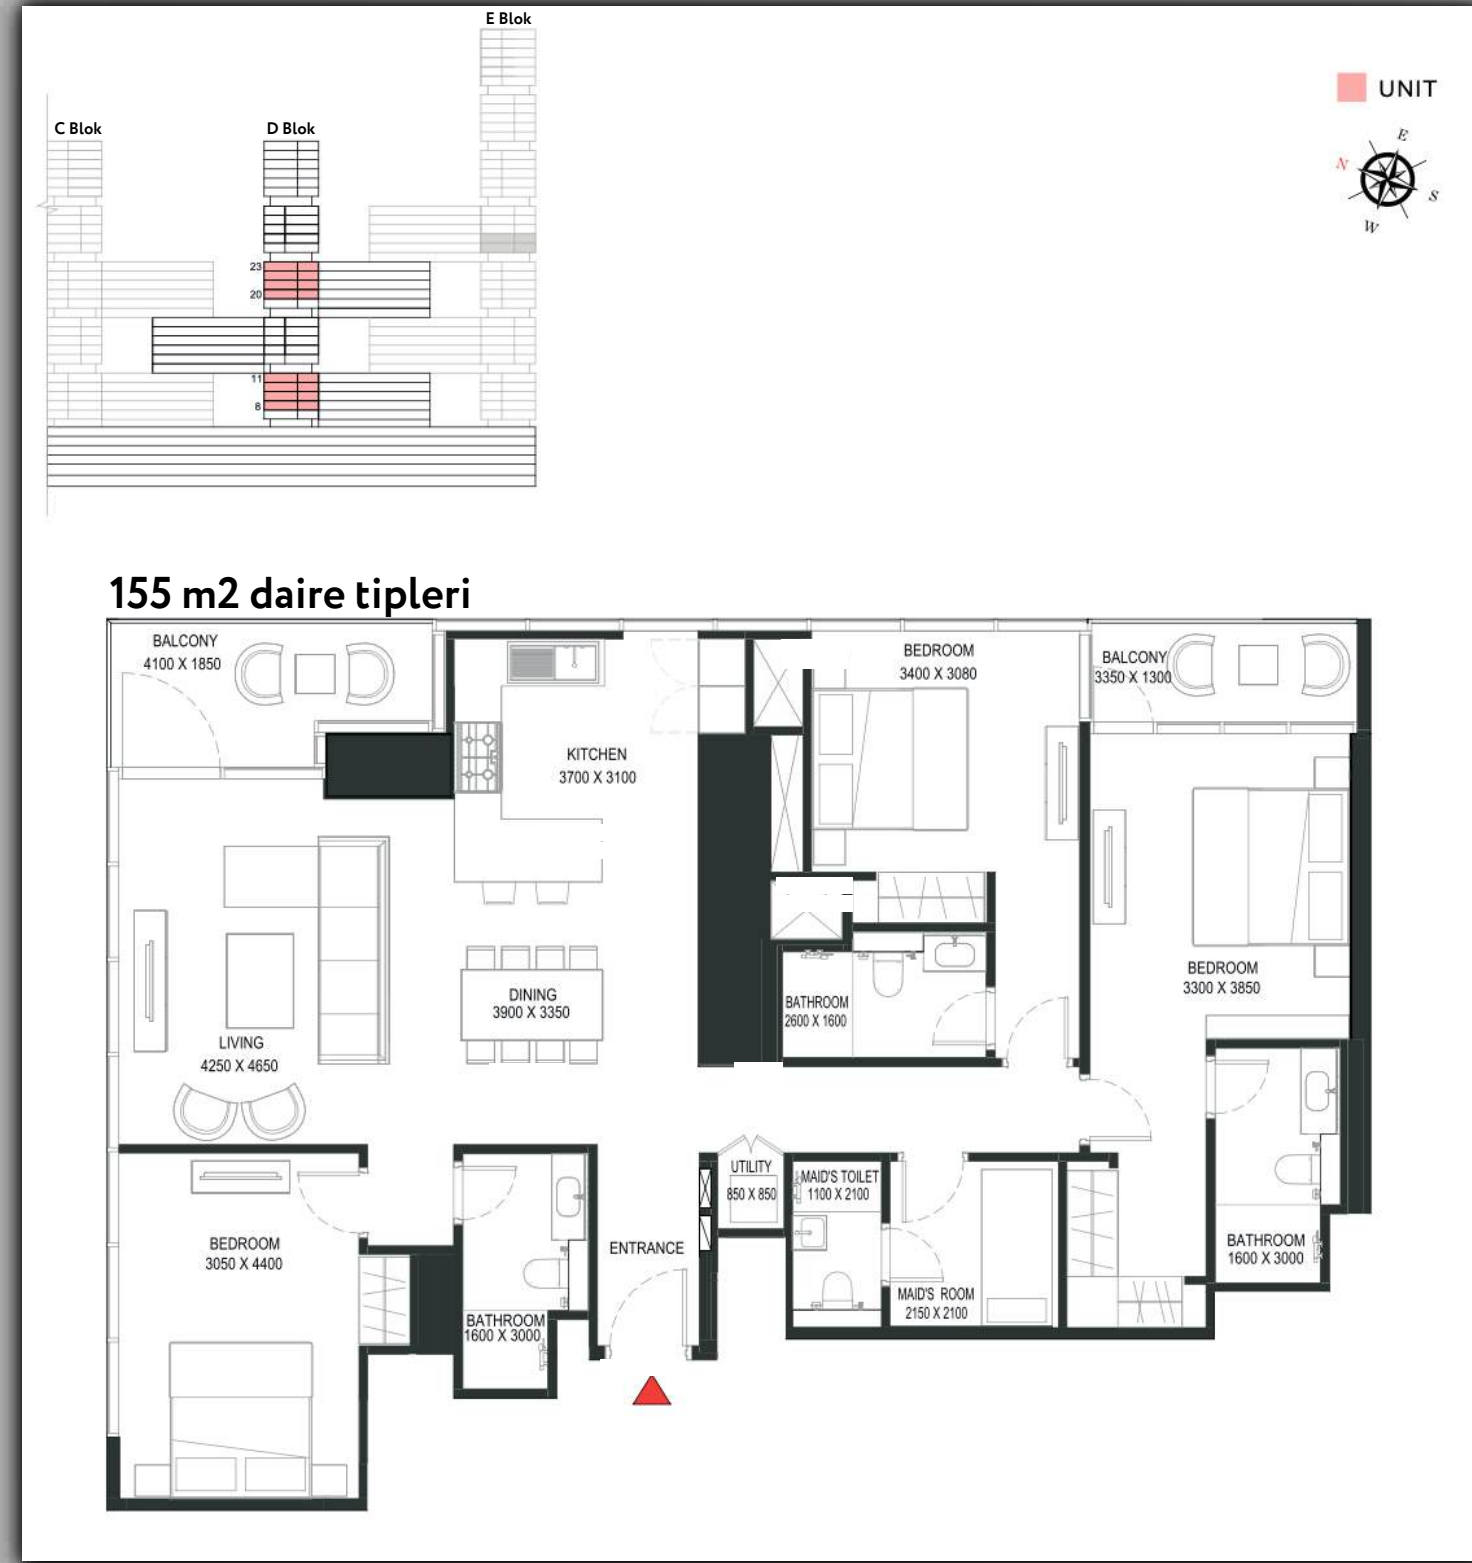 E Blok
C Blok
D Blok
UNIT
N
E
S
W
23
20
11
8
155 m2 daire tipleri
BALCONY
4100 X 1850
KITCHEN
3700 X 3100
BEDROOM
3400 X 3080
BALCONY
3350 X 1300
BEDROOM
3300 X 3850
DINING
3900 X 3350
BATHROOM
2600 X 1600
LIVING
4250 X 4650
UTILITY
850 X 850
MAID'S TOILET
1100 X 2100
BEDROOM
3050 X 4400
ENTRANCE
BATHROOM
1600 X 3000
MAID'S ROOM
2150 X 2100
BATHROOM
1600 X 3000